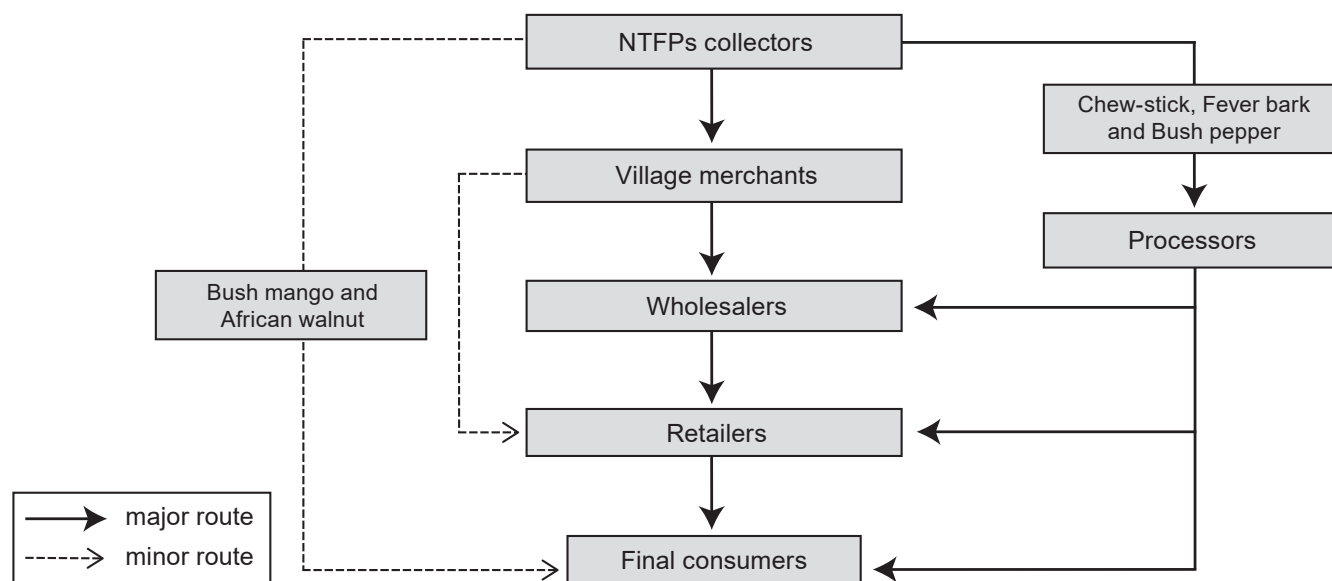 NTFPs collectors
Chew-stick, Fever bark
and Bush pepper
Village merchants
Processors
Bush mango and
African walnut
Wholesalers
Retailers
major route
minor route
Final consumers